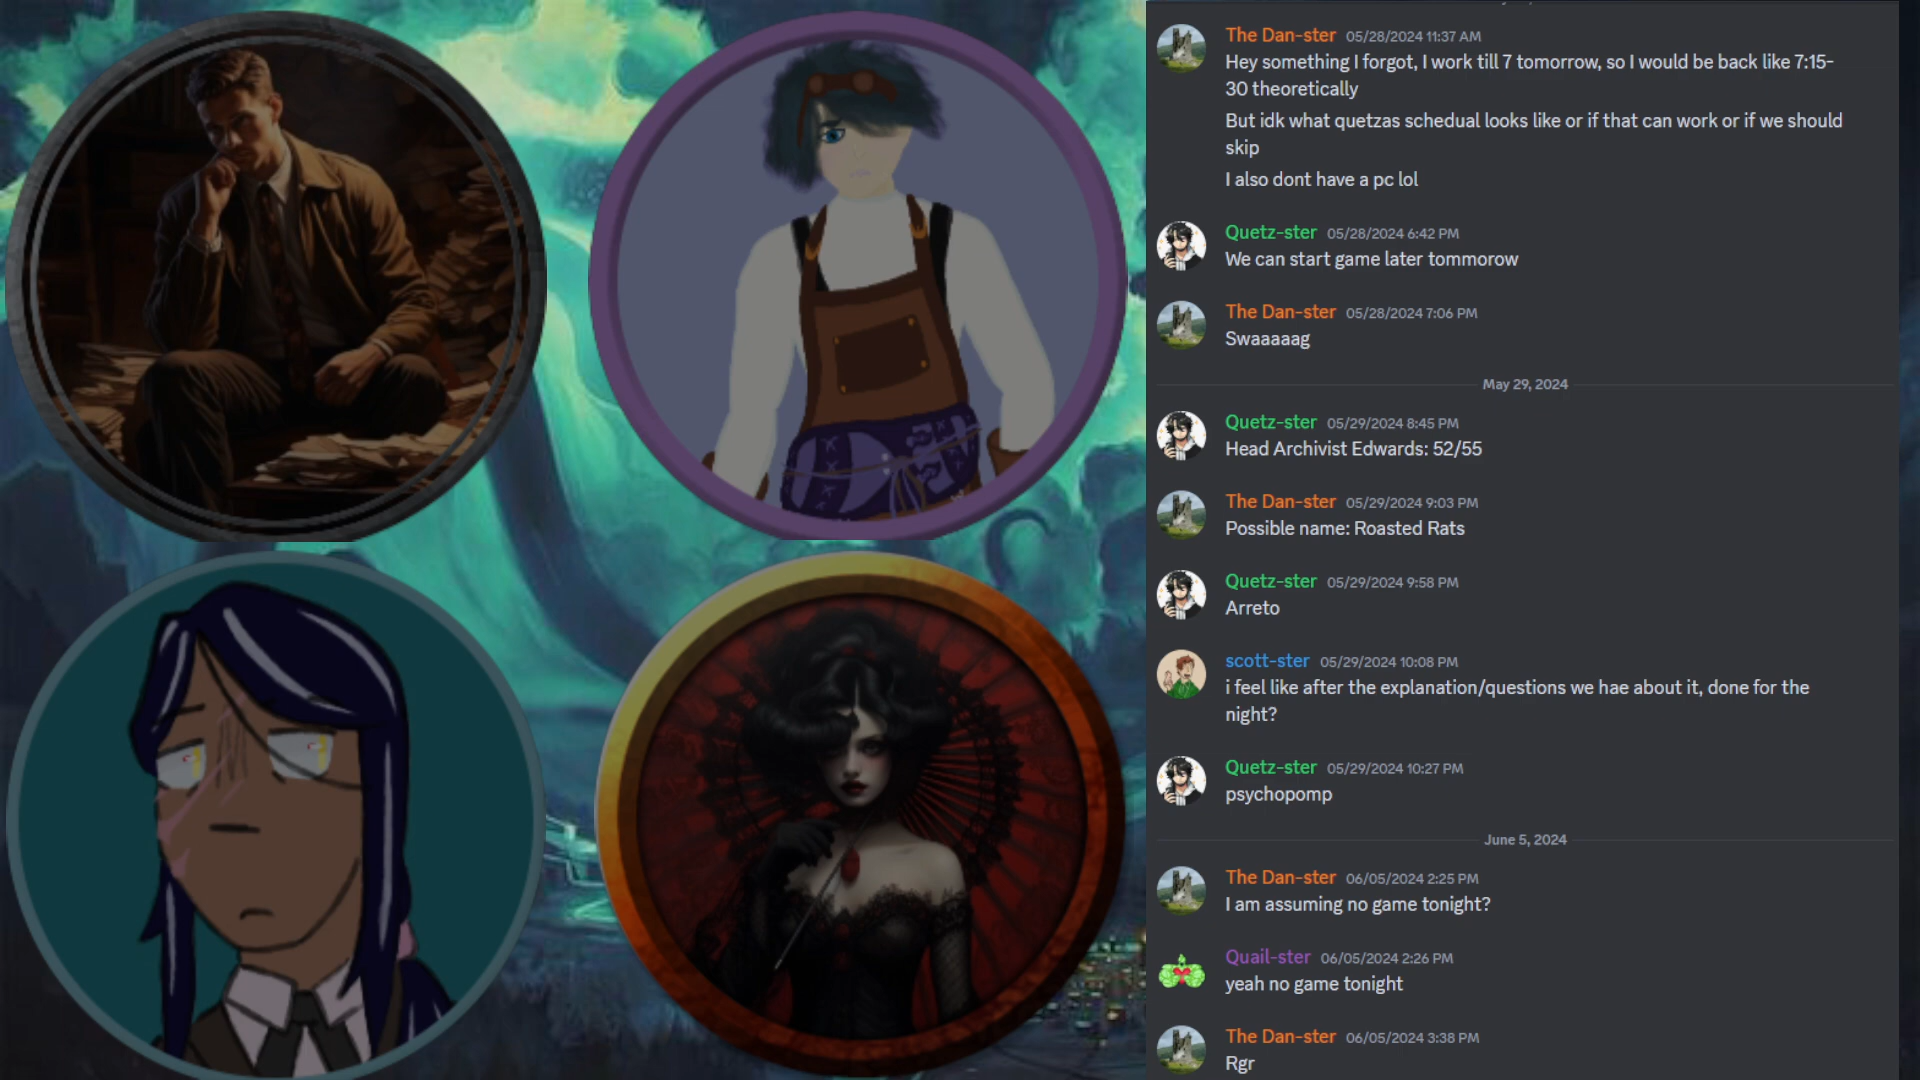 The Dan-ster 05/28/2024 11:37 AM
Hey something I forgot, I work till 7 tomorrow, so I would be back like 7:15-
30 theoretically
But idk what quetzas schedual looks like or if that can work or if we should
skip
I also dont have a pc lol
Quetz-ster 05/28/2024 6:42 PM
We can start game later tommorow
The Dan-ster 05/28/2024 7:06 PM
Swaaaaag
May 29, 2024
Quetz-ster 05/29/2024 8:45 PM
Head Archivist Edwards: 52/55
The Dan-ster 05/29/2024 9:03 PM
Possible name: Roasted Rats
Quetz-ster 05/29/2024 9:58 PM
Arreto
scott-ster 05/29/2024 10:08 PM
i feel like after the explanation/questions we hae about it, done for the
night?
Quetz-ster 05/29/2024 10:27 PM
psychopomp
June 5, 2024
The Dan-ster 06/05/2024 2:25 PM
I am assuming no game tonight?
Quail-ster 06/05/2024 2:26 PM
yeah no game tonight
The Dan-ster 06/05/2024 3:38 PM
Rgr